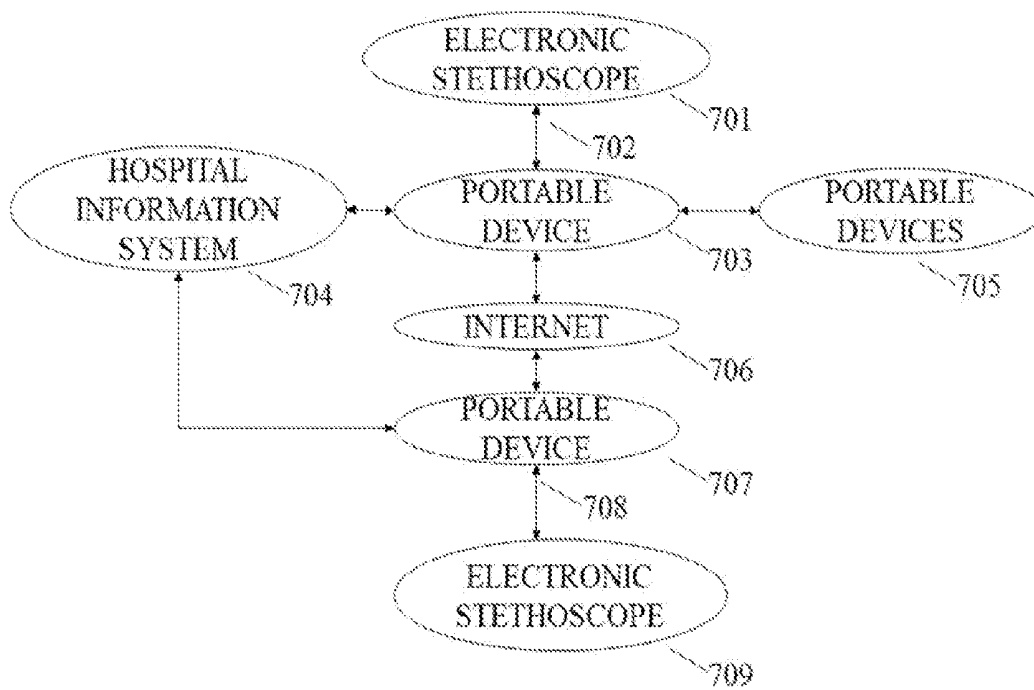 ELECTRONIC
STETHOSCOPE
701
702
HOSPITAL
INFORMATION
SYSTEM
704
PORTABLE
DEVICE
703
PORTABLE
DEVICES
705
INTERNET
706
PORTABLE
DEVICE
707
708
ELECTRONIC
STETHOSCOPE
709